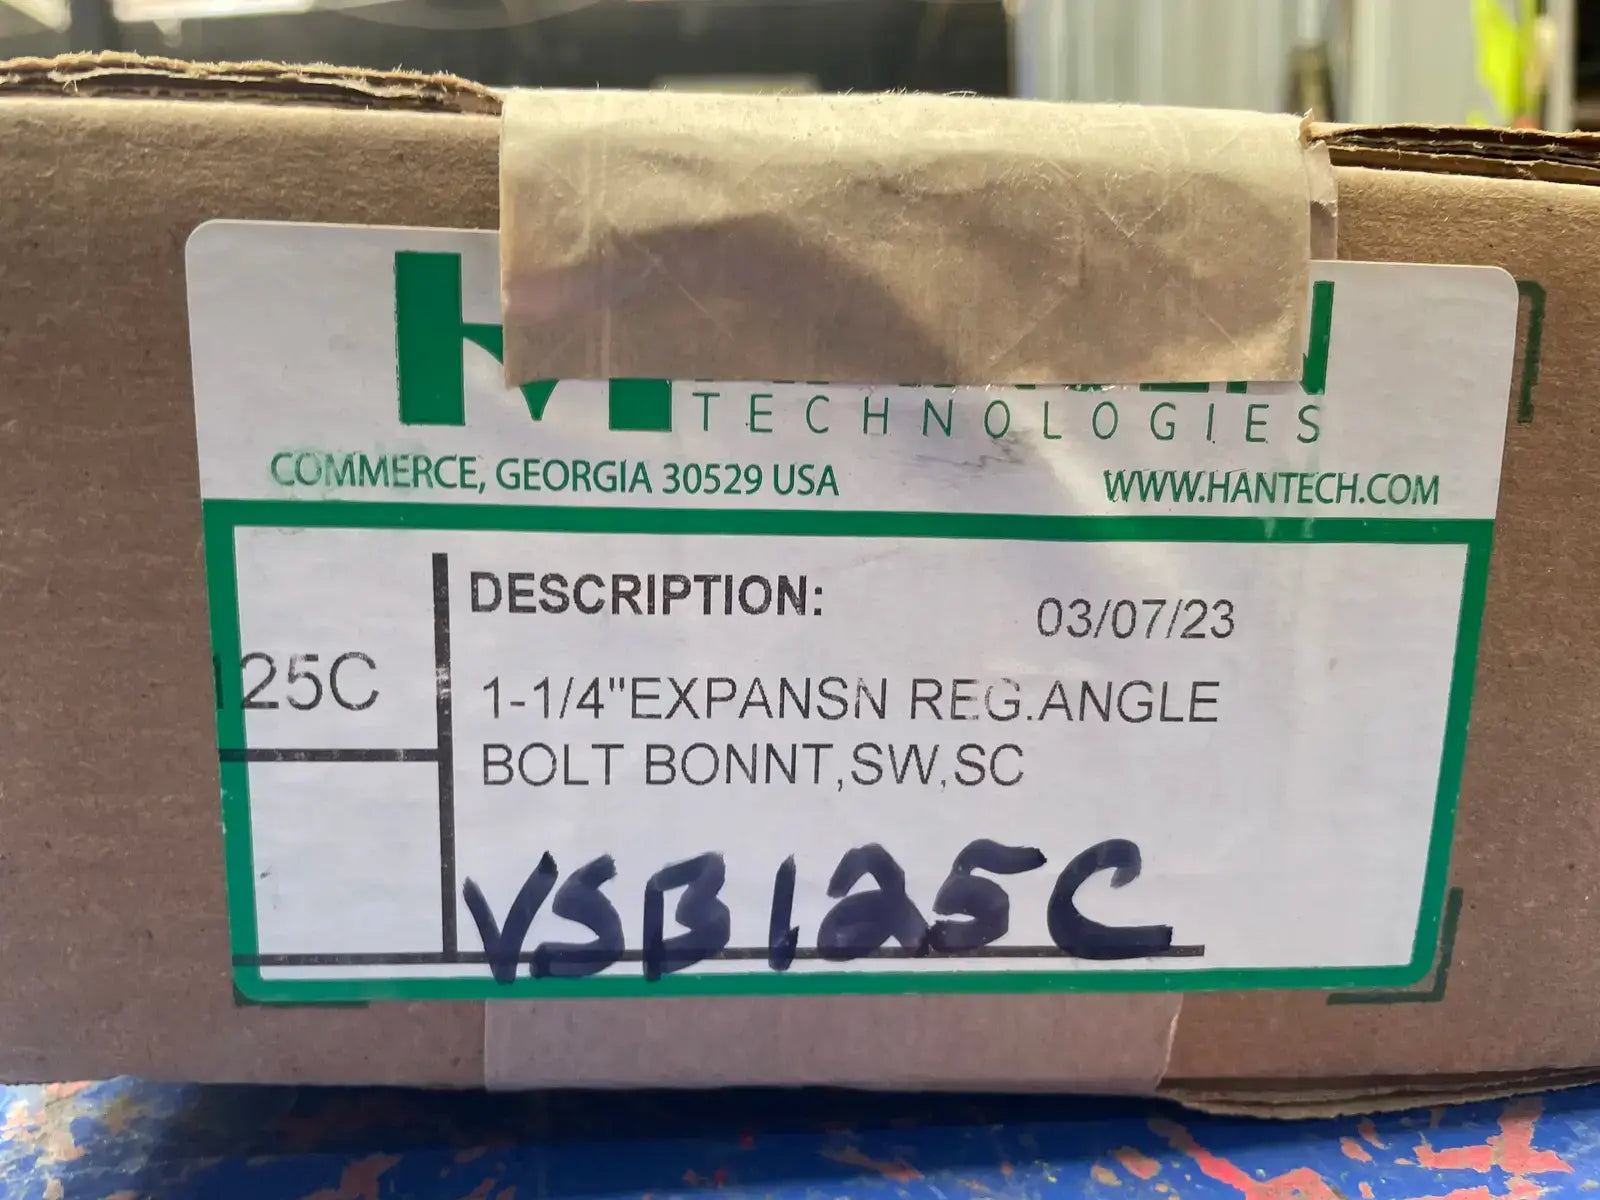 TECHNOLOGIES
COMMERCE, GEORGIA 30529 USA
WWW.HANTECH.COM
DESCRIPTION:
03/07/23
125C
1-1/4"EXPANSN REG.ANGLE
BOLT BONNT,SW,SC
VSB125C